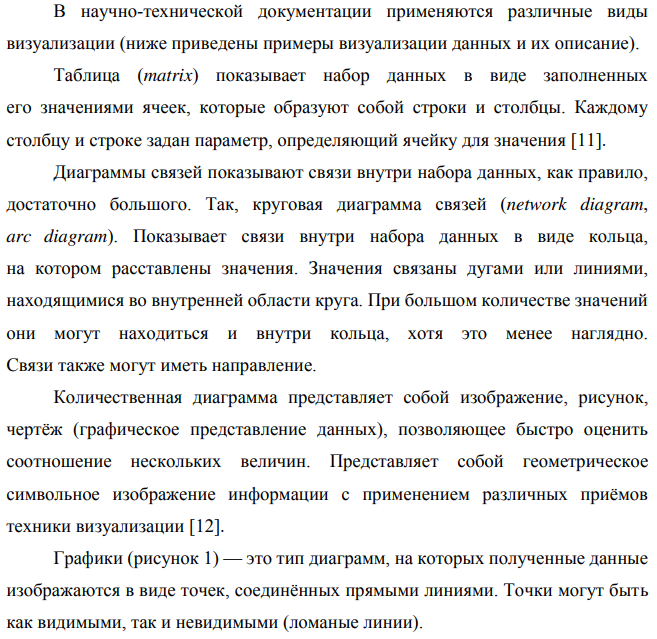 В научно-технической документации применяются различные виды
визуализации (ниже приведены примеры визуализации данных и их описание).
Таблица (matrix) показывает набор данных в виде заполненных
его значениями ячеек, которые образуют собой строки и столбцы. Каждому
столбцу и строке задан параметр, определяющий ячейку для значения [11].
Диаграммы связей показывают связи внутри набора данных, как правило,
достаточно большого. Так, круговая диаграмма связей (network diagram,
arc diagram). Показывает связи внутри набора данных в виде кольца,
на котором расставлены значения. Значения связаны дугами или линиями,
находящимися во внутренней области круга. При большом количестве значений
они могут находиться и внутри кольца, хотя это менее наглядно.
Связи также могут иметь направление.
Количественная диаграмма представляет собой изображение, рисунок,
чертёж (графическое представление данных), позволяющее быстро оценить
соотношение нескольких величин. Представляет собой геометрическое
символьное изображение информации с применением различных приёмов
техники визуализации [12].
Графики (рисунок 1) — это тип диаграмм, на которых полученные данные
изображаются в виде точек, соединённых прямыми линиями. Точки могут быть
как видимыми, так и невидимыми (ломаные линии).